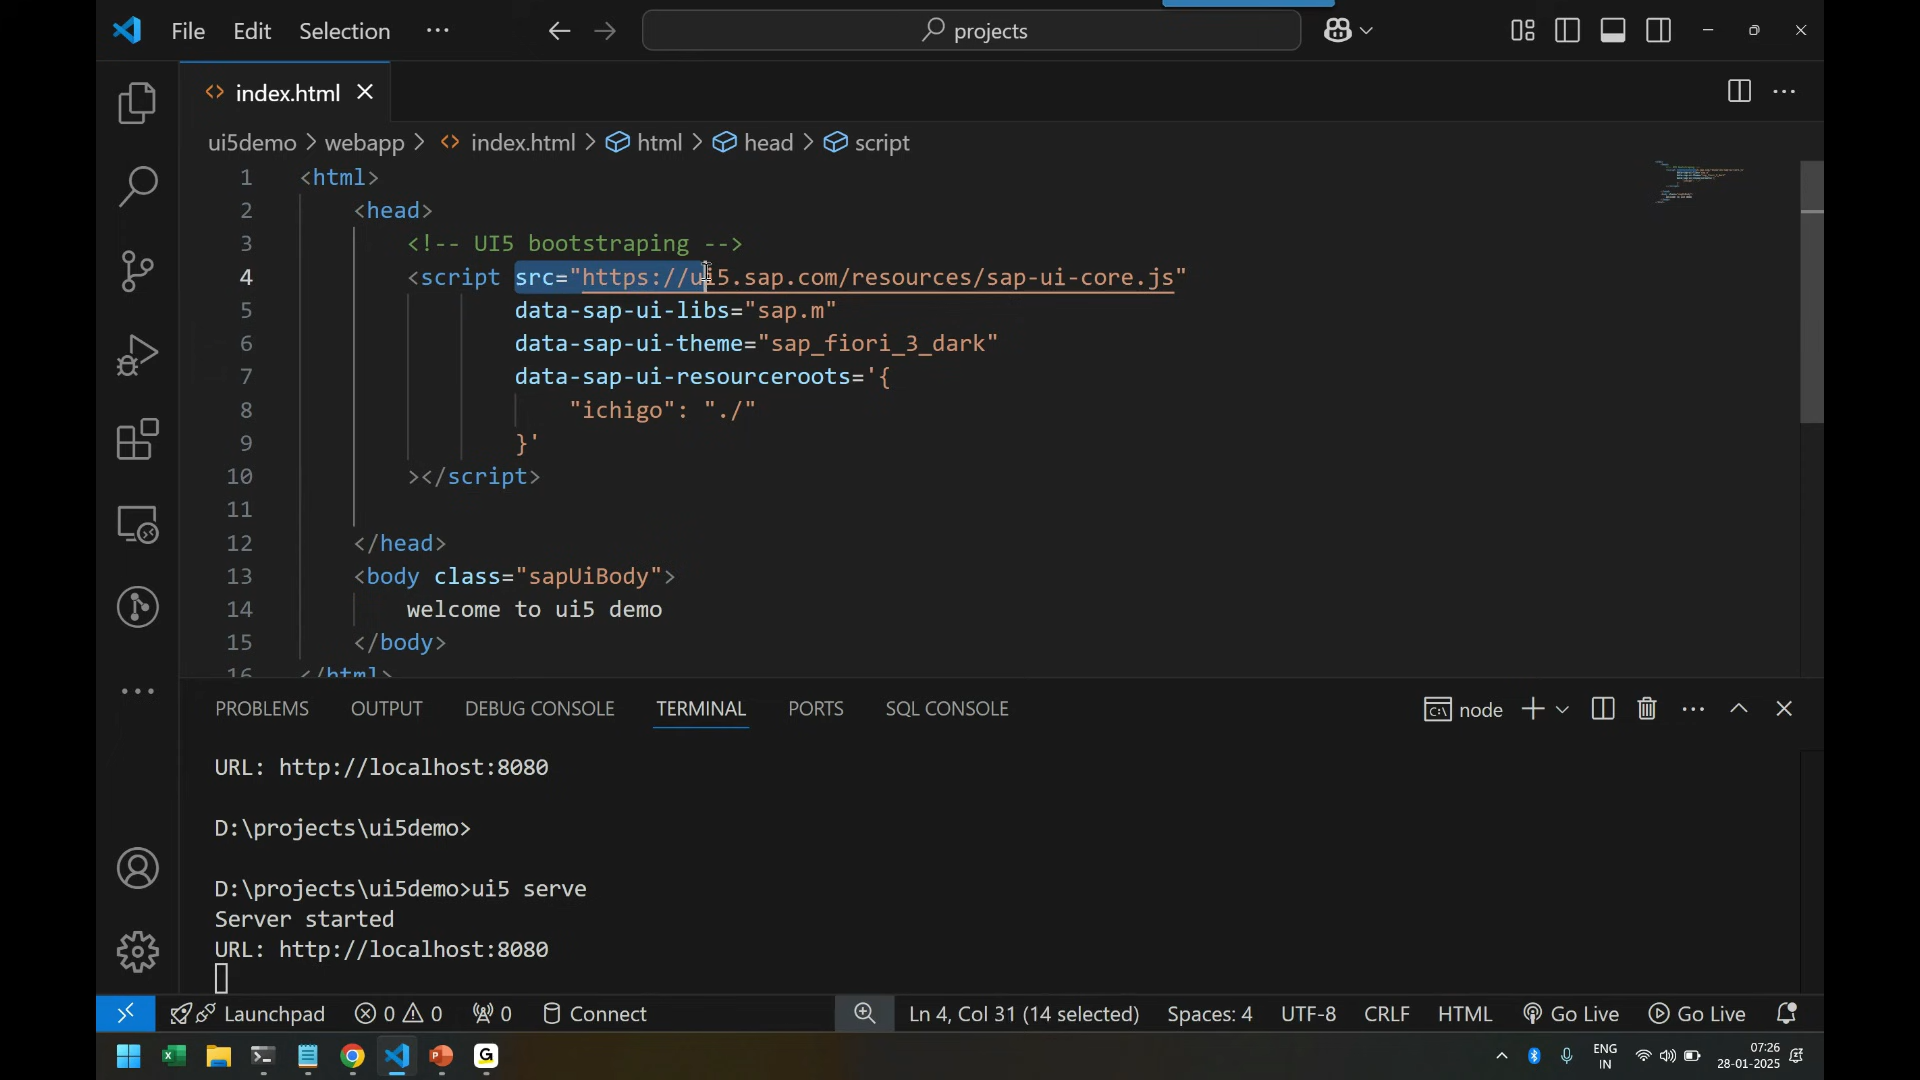 File Edit Selection ··· projects
index.html
ui5demo > webapp > index.html > html > head > script
1 <html>
2 <head>
3 <!-- UI5 bootstraping -->
4 <script src="https://ui5.sap.com/resources/sap-ui-core.js"
5 data-sap-ui-libs="sap.m"
6 data-sap-ui-theme="sap_fiori_3_dark"
7 data-sap-ui-resourceroots='{
8 "ichigo": "./"
9 }'
10 ></script>
11
12 </head>
13 <body class="sapUiBody">
14 welcome to ui5 demo
15 </body>
16 </html>
PROBLEMS OUTPUT DEBUG CONSOLE TERMINAL PORTS SQL CONSOLE node
URL: http://localhost:8080
D:\projects\ui5demo>
D:\projects\ui5demo>ui5 serve
Server started
URL: http://localhost:8080
Launchpad 0 0 0 Connect Ln 4, Col 31 (14 selected) Spaces: 4 UTF-8 CRLF HTML Go Live Go Live
ENG IN 07:26
28-01-2025